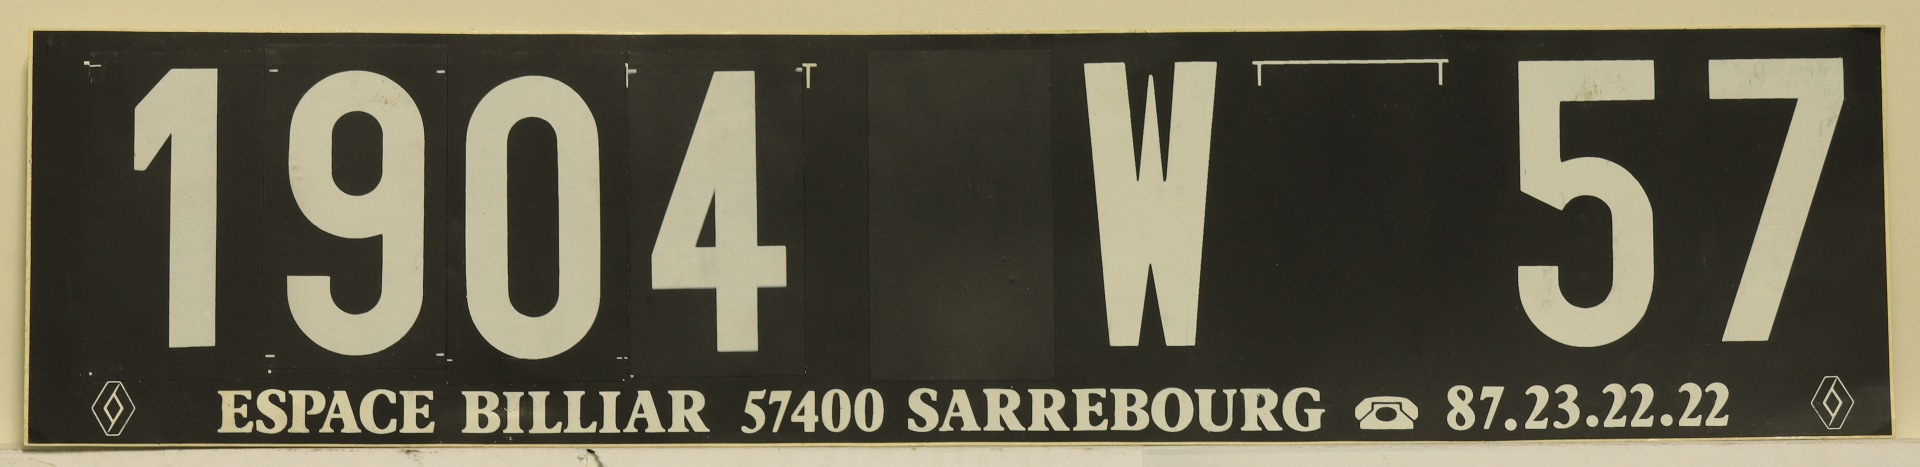 1904 W 57
ESPACE BILLIAR 57400 SARREBOURG ☎ 87.23.22.22